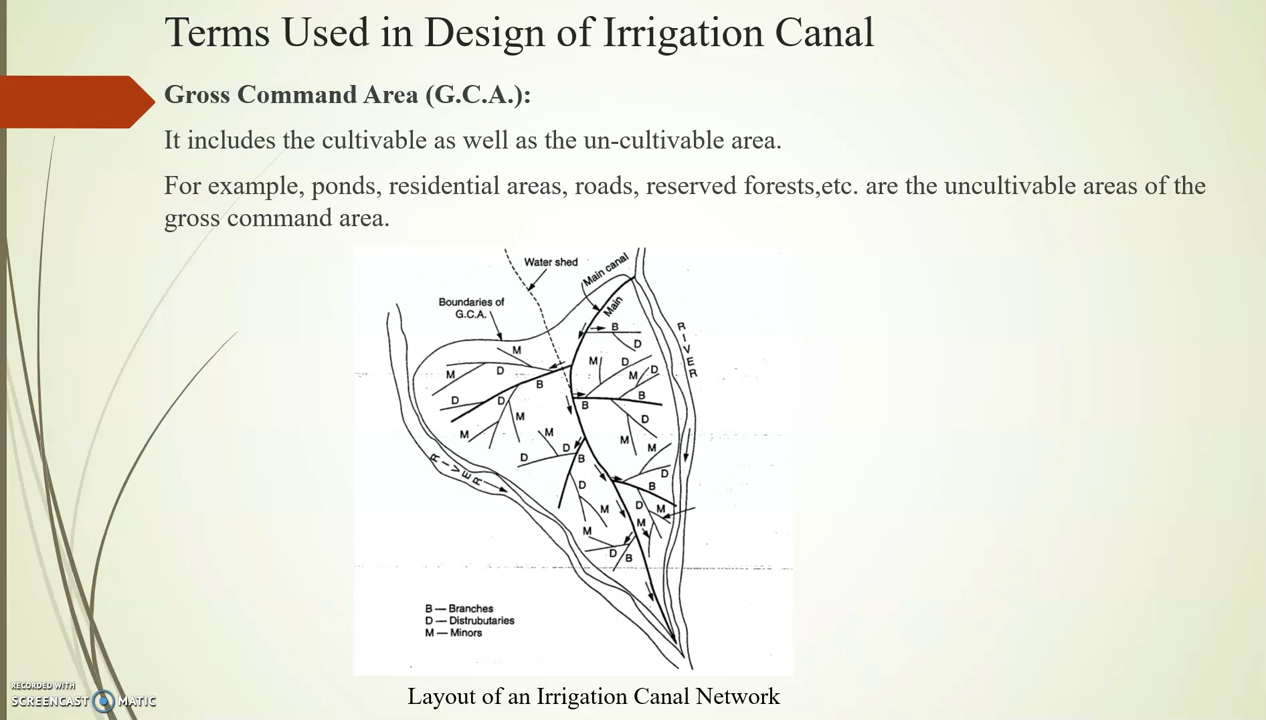 Terms Used in Design of Irrigation Canal
Gross Command Area (G.C.A.):
It includes the cultivable as well as the un-cultivable area.
For example, ponds, residential areas, roads, reserved forests,etc. are the uncultivable areas of the
gross command area.
Water shed
Main canal
Main
Boundaries of
G.C.A.
RIVER
B
D
M
D
M
D
M
D
M
B
B
B
D
D
D
M
M
M
D
M
M
D
B
D
D
B
D
M
M
D
M
M
D
B
RIVER
B — Branches
D — Distrubutaries
M — Minors
Layout of an Irrigation Canal Network
RECORDED WITH
SCREENCAST MATIC